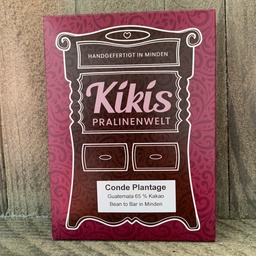 HANDGEFERTIGT IN MINDEN
Kikis
PRALINENWELT
Conde Plantage
Guatemala 65 % Kakao
Bean to Bar in Minden